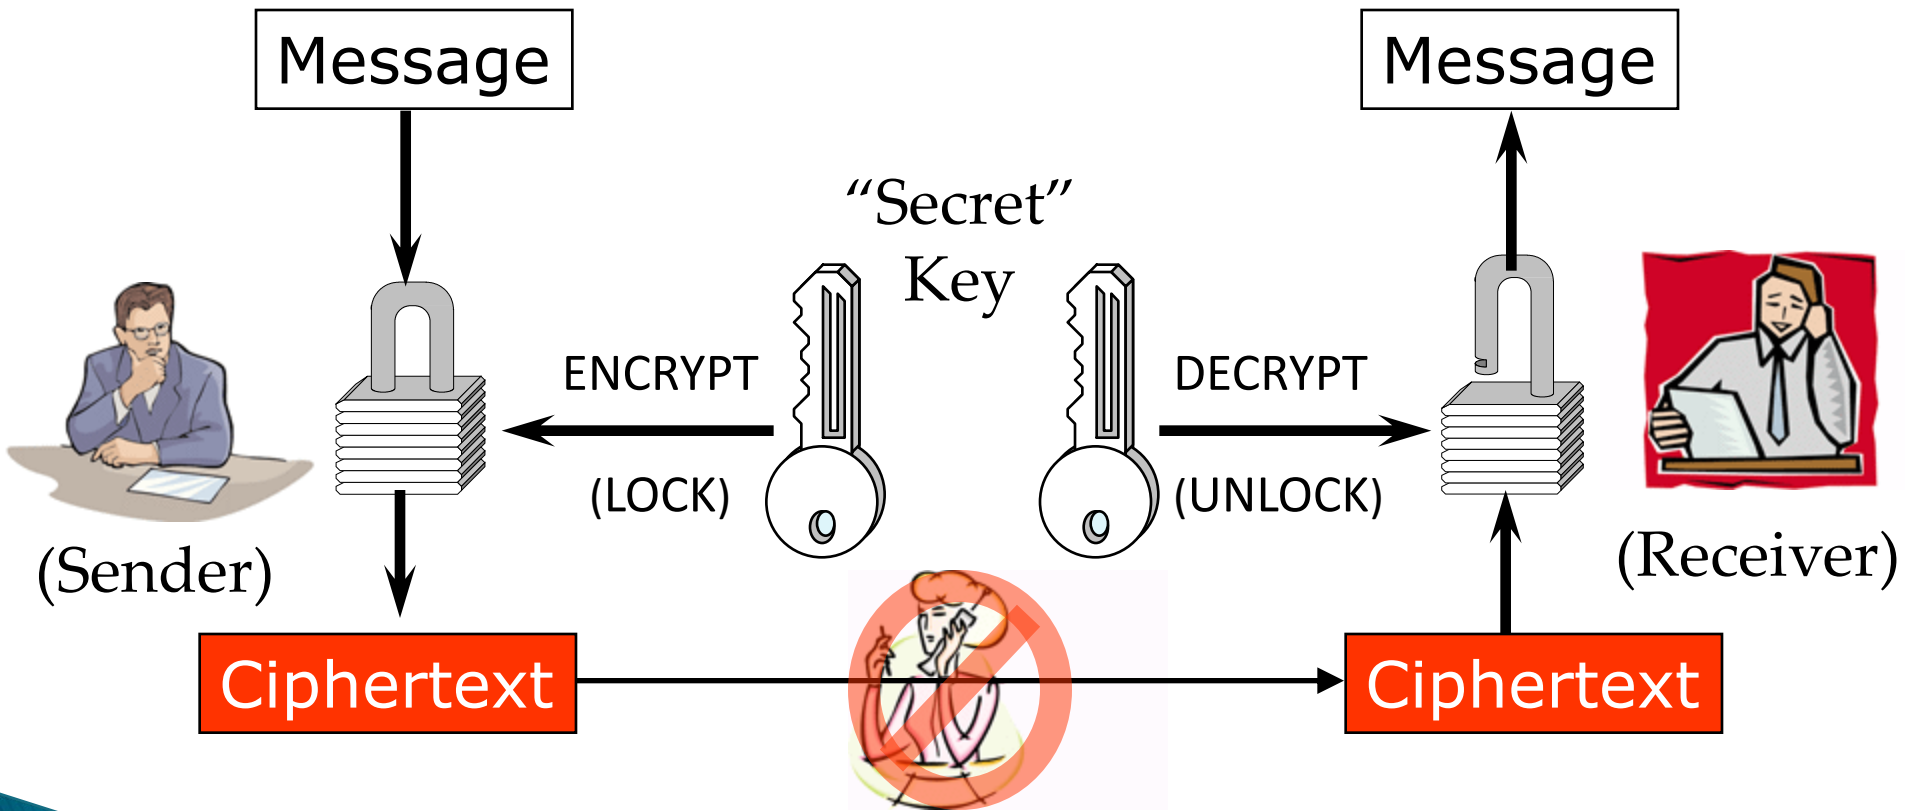 Message
Message
“Secret”
Key
ENCRYPT
DECRYPT
(LOCK)
(UNLOCK)
(Sender)
(Receiver)
Ciphertext
Ciphertext